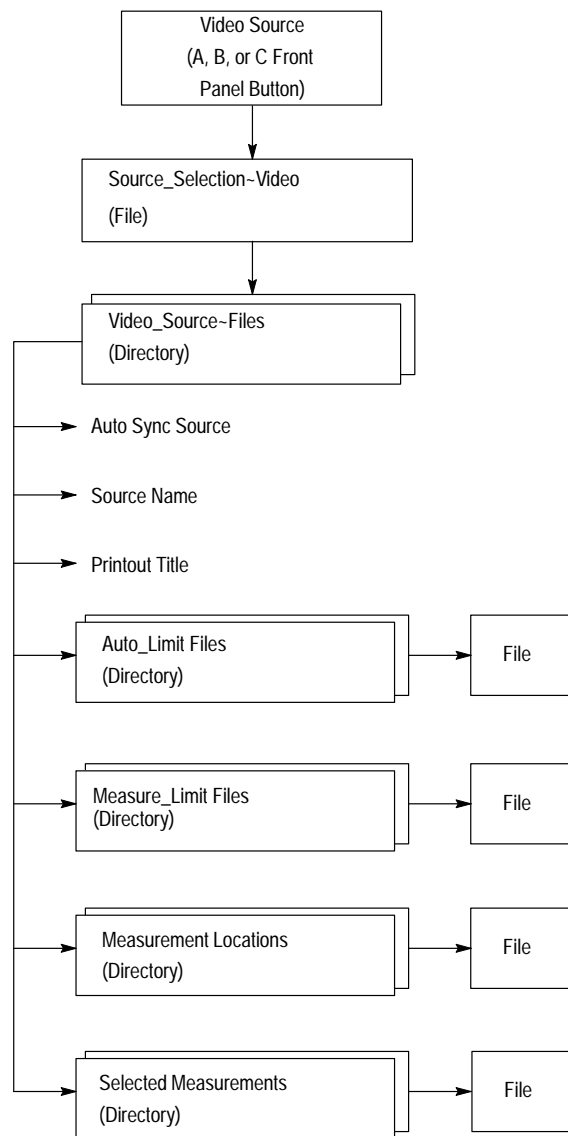 Video Source
(A, B, or C Front
Panel Button)
Source_Selection~Video
(File)
Video_Source~Files
(Directory)
Auto Sync Source
Source Name
Printout Title
Auto_Limit Files
(Directory)
File
Measure_Limit Files
(Directory)
File
Measurement Locations
(Directory)
File
Selected Measurements
(Directory)
File